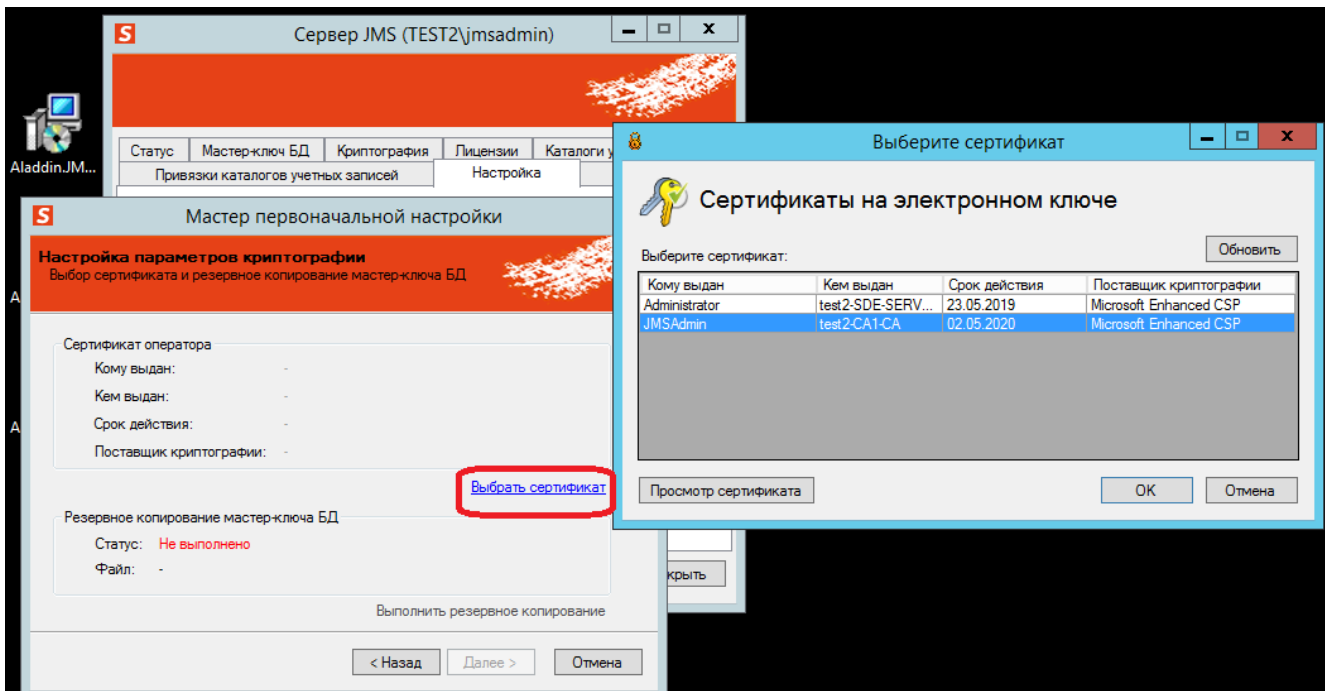 Сервер JMS (TEST2\jmsadmin)
Aladdin.JM...
Статус Мастер-ключ БД Криптография Лицензии Каталоги у
Привязки каталогов учетных записей Настройка
Мастер первоначальной настройки
Настройка параметров криптографии
Выбор сертификата и резервное копирование мастер-ключа БД
A
A
Сертификат оператора
Кому выдан: -
Кем выдан: -
Срок действия: -
Поставщик криптографии: -
Выбрать сертификат
Резервное копирование мастер-ключа БД
Статус: Не выполнено
Файл: -
Выполнить резервное копирование
< Назад Далее > Отмена
крыть
Выберите сертификат
Сертификаты на электронном ключе
Выберите сертификат:
Обновить
Кому выдан Кем выдан Срок действия Поставщик криптографии
Administrator test2-SDE-SERV... 23.05.2019 Microsoft Enhanced CSP
JMSAdmin test2-CA1-CA 02.05.2020 Microsoft Enhanced CSP
Просмотр сертификата OK Отмена